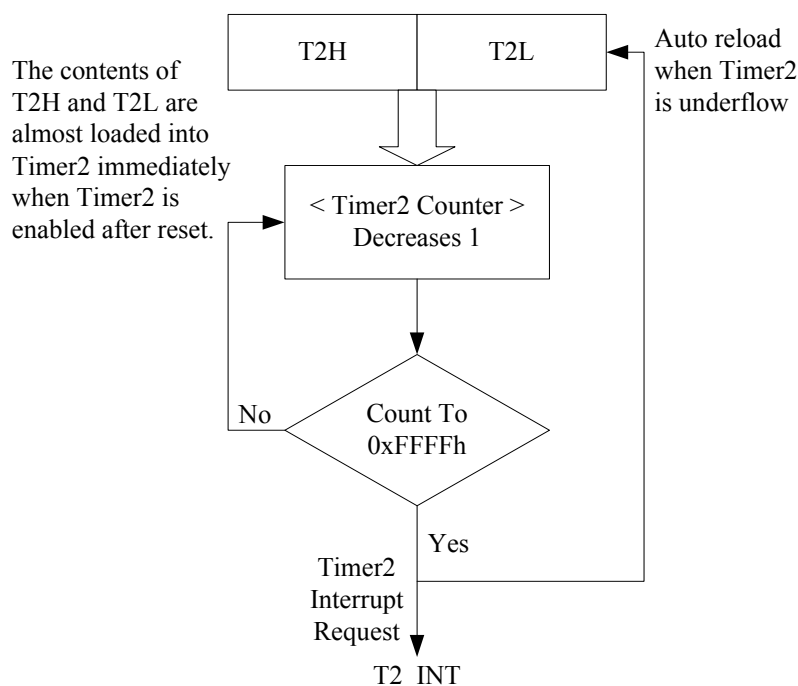 T2H
T2L
Auto reload
when Timer2
is underflow
The contents of
T2H and T2L are
almost loaded into
Timer2 immediately
when Timer2 is
enabled after reset.
< Timer2 Counter >
Decreases 1
No
Count To
0xFFFFh
Yes
Timer2
Interrupt
Request
T2 INT